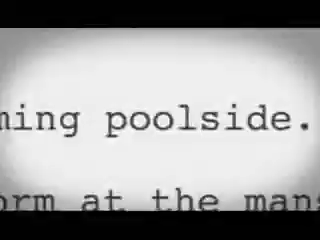 ming poolside.
orm at the mans